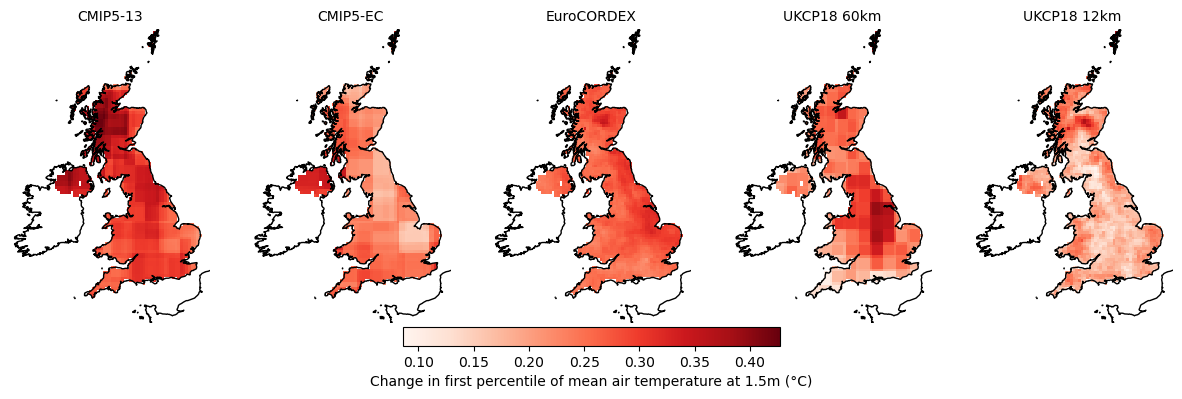 CMIP5-13 CMIP5-EC EuroCORDEX UKCP18 60km UKCP18 12km
0.10 0.15 0.20 0.25 0.30 0.35 0.40
Change in first percentile of mean air temperature at 1.5m (°C)